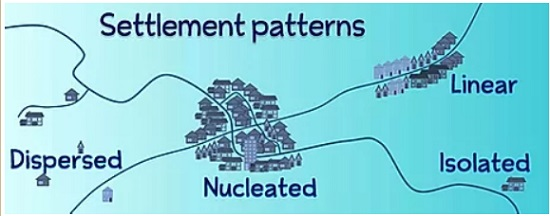 Settlement patterns
Linear
Dispersed
Nucleated
Isolated